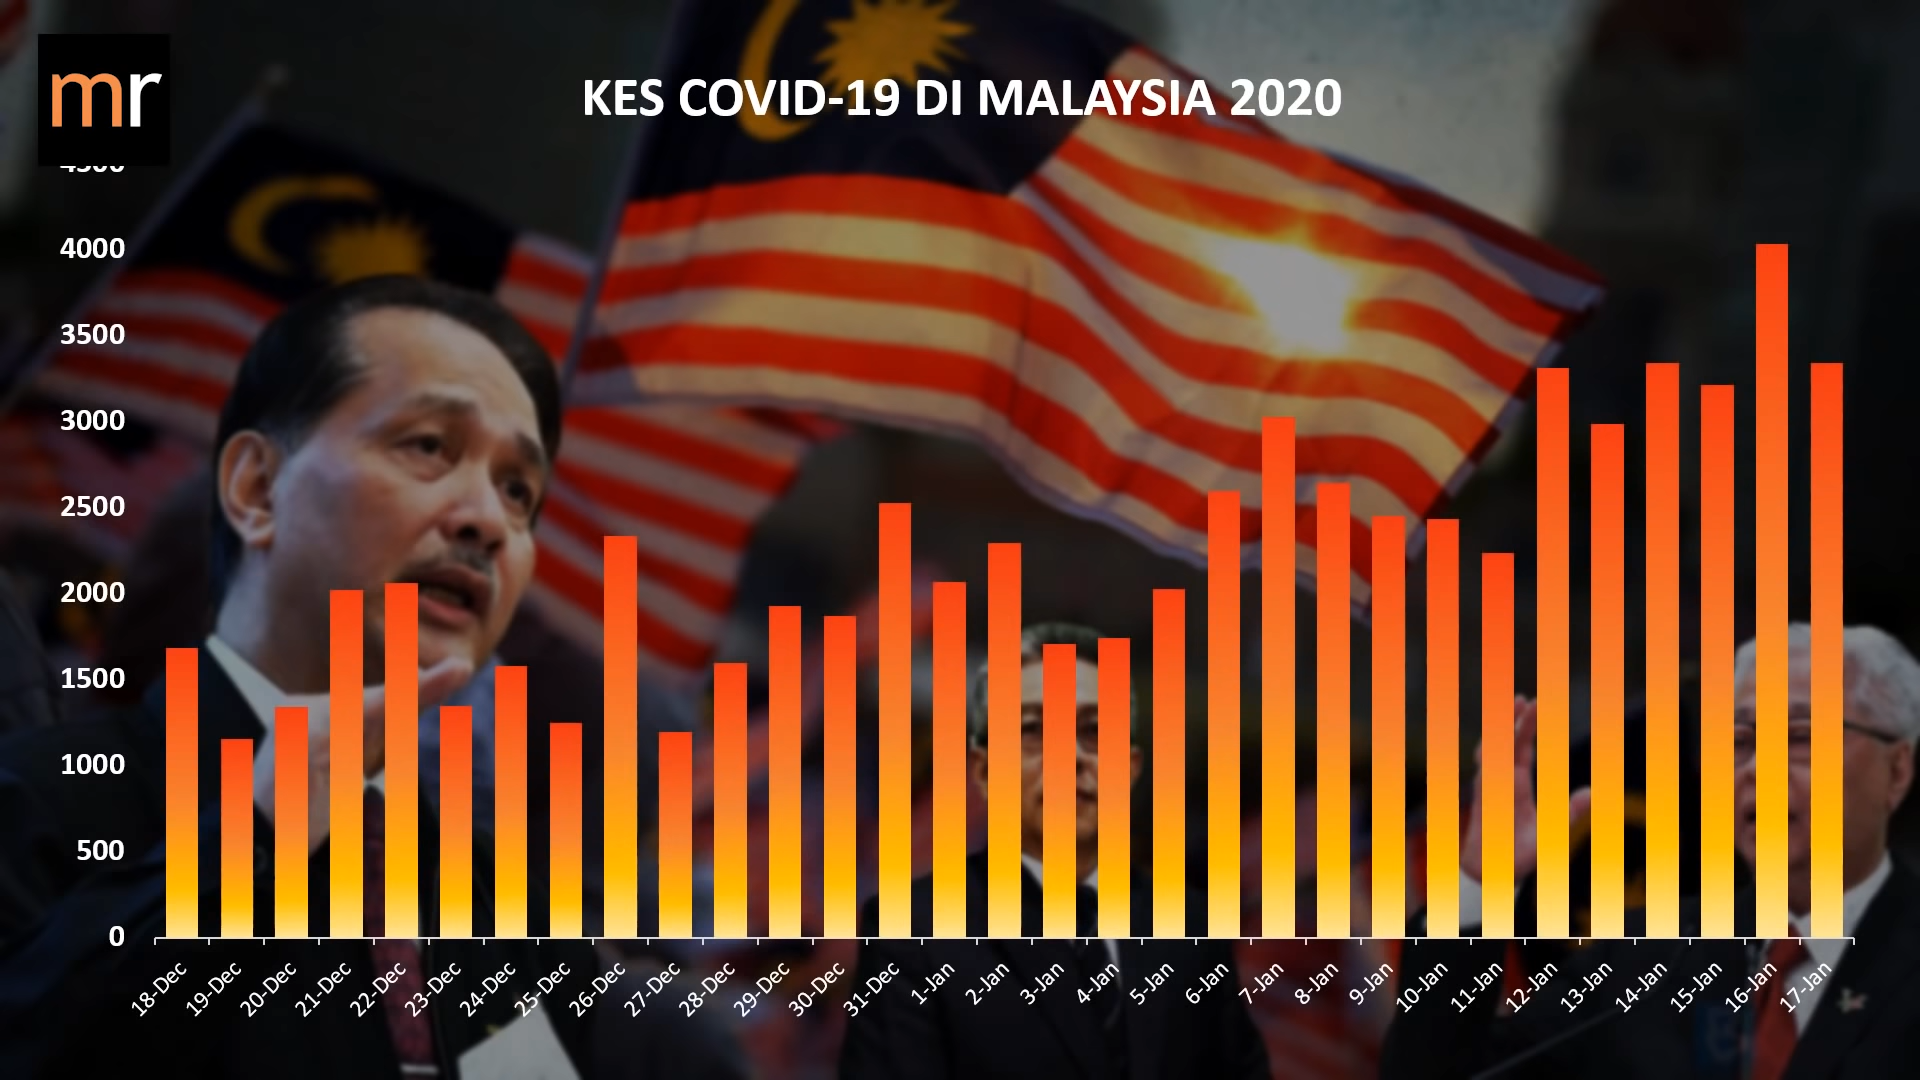 mr
KES COVID-19 DI MALAYSIA 2020
4500
4000
3500
3000
2500
2000
1500
1000
500
0
18-Dec
19-Dec
20-Dec
21-Dec
22-Dec
23-Dec
24-Dec
25-Dec
26-Dec
27-Dec
28-Dec
29-Dec
30-Dec
31-Dec
1-Jan
2-Jan
3-Jan
4-Jan
5-Jan
6-Jan
7-Jan
8-Jan
9-Jan
10-Jan
11-Jan
12-Jan
13-Jan
14-Jan
15-Jan
16-Jan
17-Jan